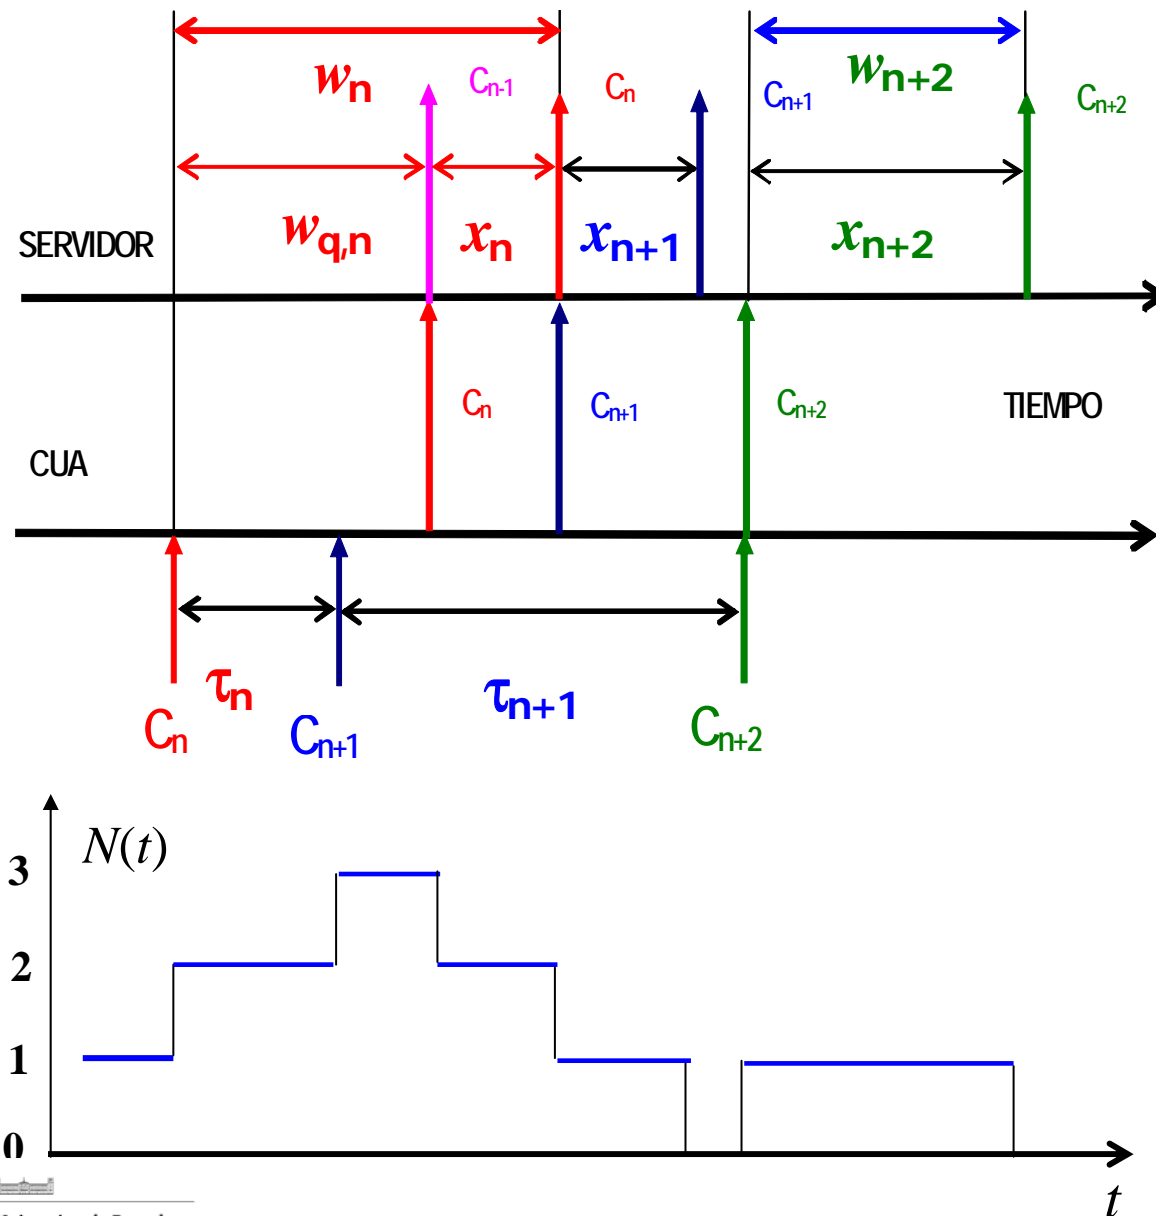 wn
Cn-1
Cn
wn+2
Cn+1
Cn+2
SERVIDOR
wq,n
xn
xn+1
xn+2
Cn
Cn+1
Cn+2
TIEMPO
CUA
τn
τn+1
Cn
Cn+1
Cn+2
N(t)
3
2
1
0
t